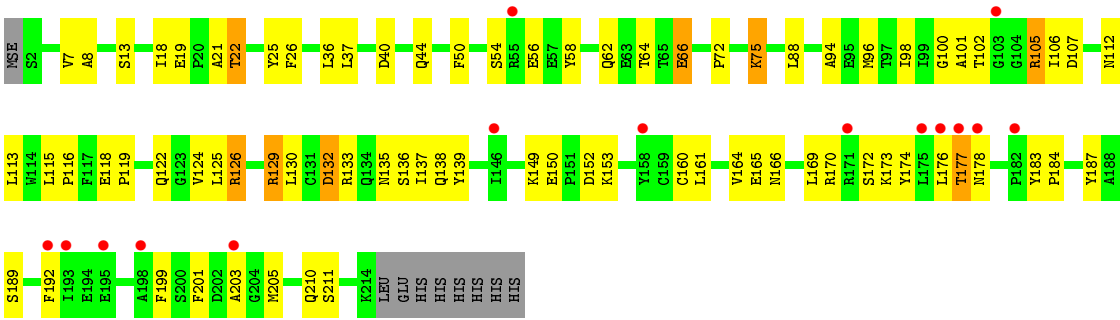 MSE S2 V7 A8 S13 I18 E19 P20 A21 T22 Y25 F26 L36 L37 D40 Q44 F50 S54 R55 E56 E57 Y58 Q62 E63 T64 T65 E66 P72 K75 L88 A94 E95 M96 T97 I98 I99 G100 A101 T102 G103 G104 R105 I106 D107 N112
L113 W114 L115 P116 F117 E118 P119 Q122 G123 V124 L125 R126 R129 L130 C131 D132 R133 Q134 N135 S136 I137 Q138 Y139 I146 K149 E150 P151 D152 K153 Y158 C159 C160 L161 V164 E165 N166 L169 R170 R171 S172 K173 Y174 L175 L176 T177 N178 P182 Y183 P184 Y187 A188
S189 F192 I193 E194 E195 A198 F199 S200 F201 D202 A203 G204 M205 Q210 S211 K214 LEU GLU HIS HIS HIS HIS HIS HIS